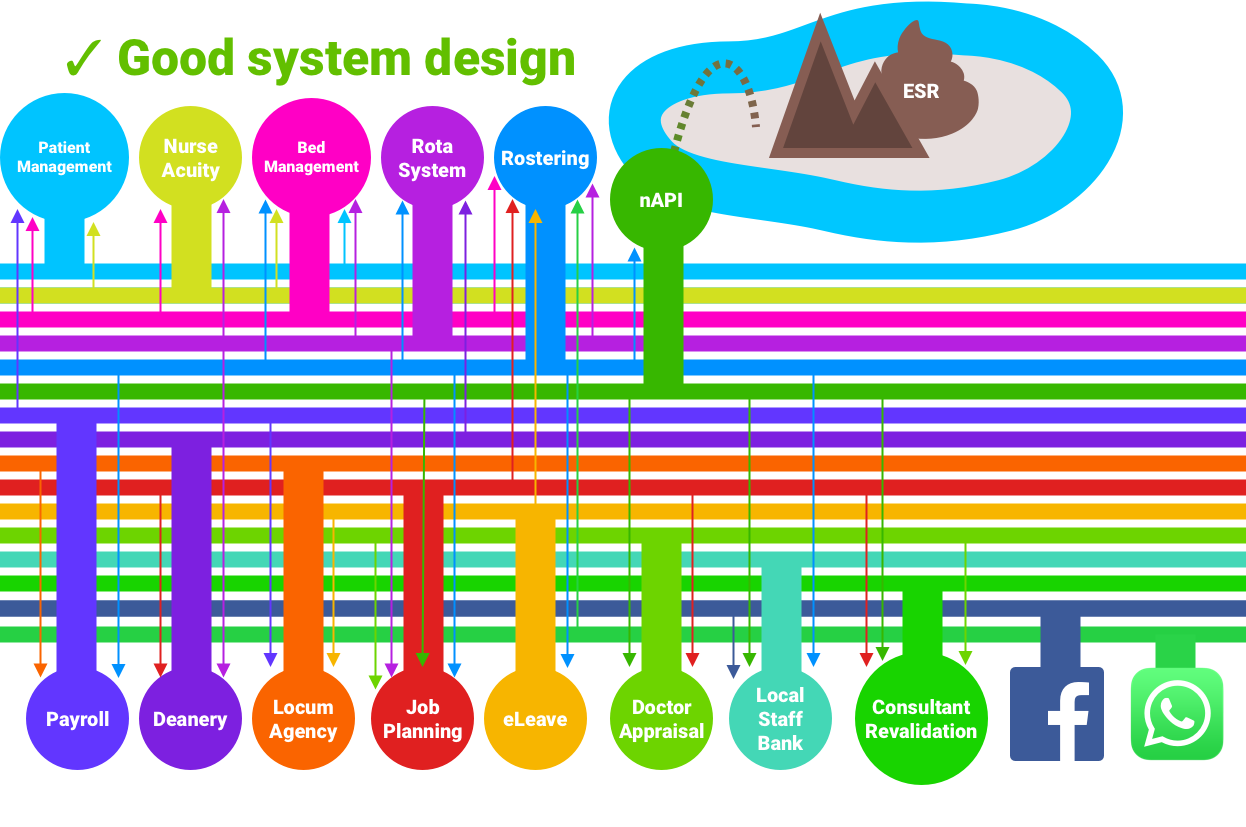 ✓ Good system design
ESR
Patient
Management
Nurse
Acuity
Bed
Management
Rota
System
Rostering
nAPI
Payroll
Deanery
Locum
Agency
Job
Planning
eLeave
Doctor
Appraisal
Local
Staff
Bank
Consultant
Revalidation
f